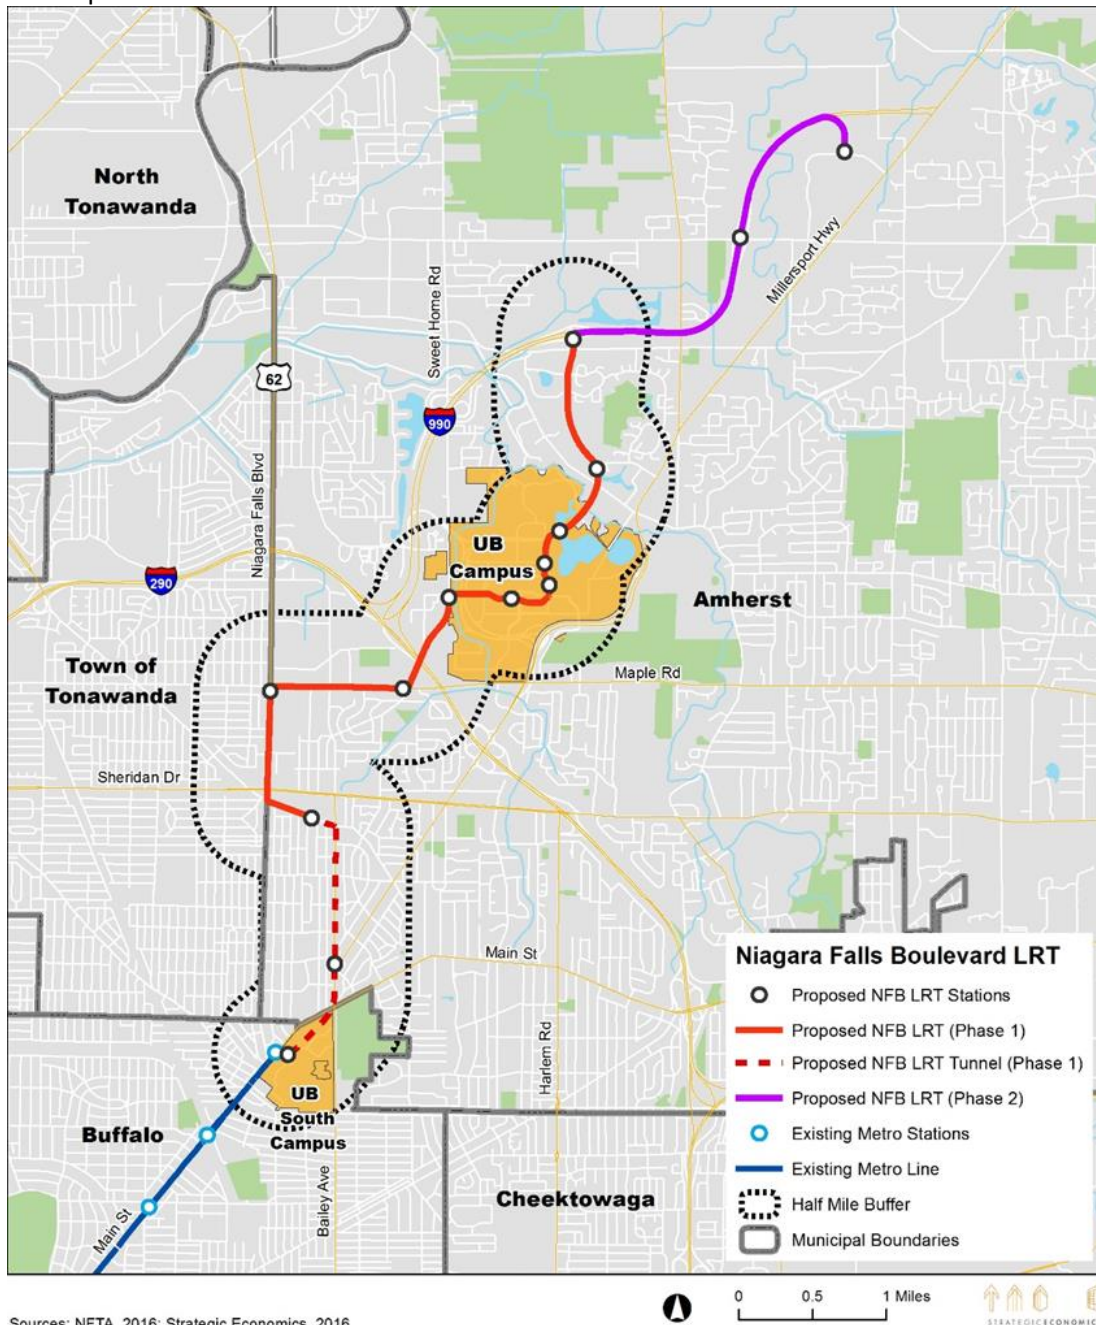 North
Tonawanda
Millersport Hwy
Sweet Home Rd
62
990
Niagara Falls Blvd
UB
Campus
290
Amherst
Town of
Tonawanda
Maple Rd
Sheridan Dr
Main St
Niagara Falls Boulevard LRT
Proposed NFB LRT Stations
Proposed NFB LRT (Phase 1)
Proposed NFB LRT Tunnel (Phase 1)
Proposed NFB LRT (Phase 2)
Existing Metro Stations
Existing Metro Line
Half Mile Buffer
Municipal Boundaries
Harlem Rd
UB
South
Campus
Buffalo
Bailey Ave
Cheektowaga
Main St
0 0.5 1 Miles
Sources: NFTA, 2016; Strategic Economics, 2016
STRATEGICECONOMIC